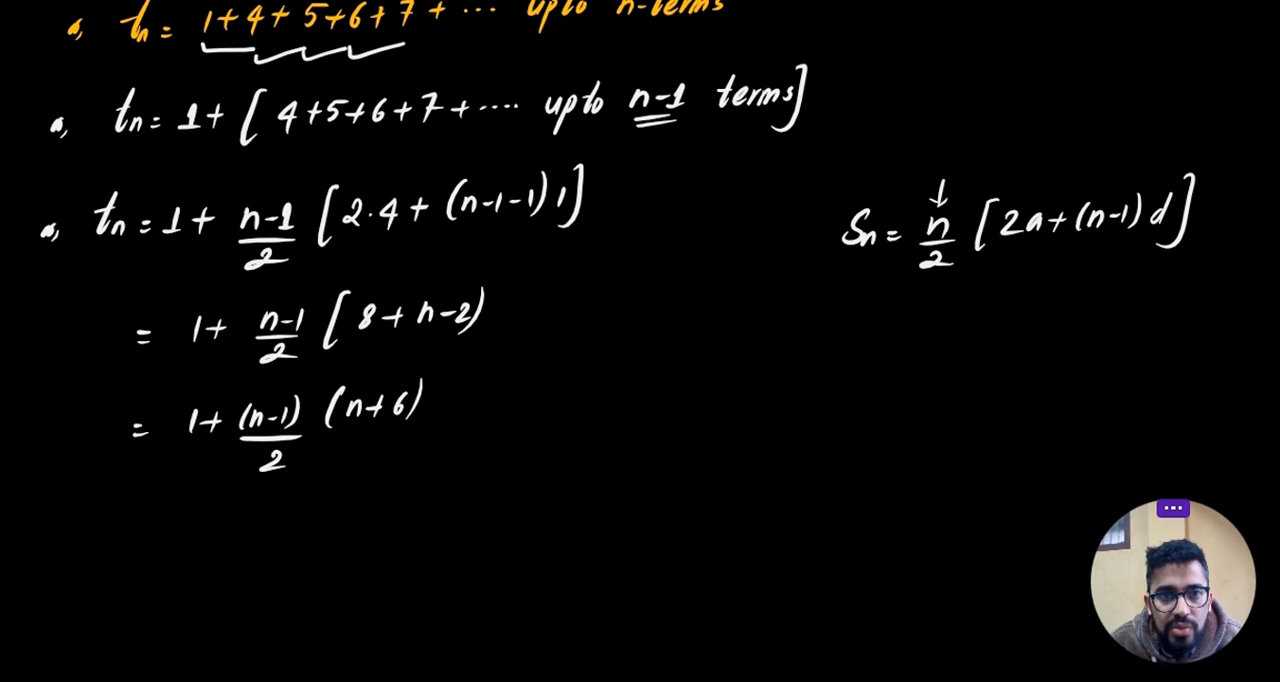 a, tn = 1+4+5+6+7+ ... upto n-terms
a, tn = 1+ [ 4+5+6+7+.... upto n-1 terms]
a, tn = 1+ n-1/2 [2.4+ (n-1-1) 1]
Sn = n/2 [2a+(n-1) d]
= 1+ n-1/2 [ 8+ n-2)
= 1+ (n-1)/2 (n+6)